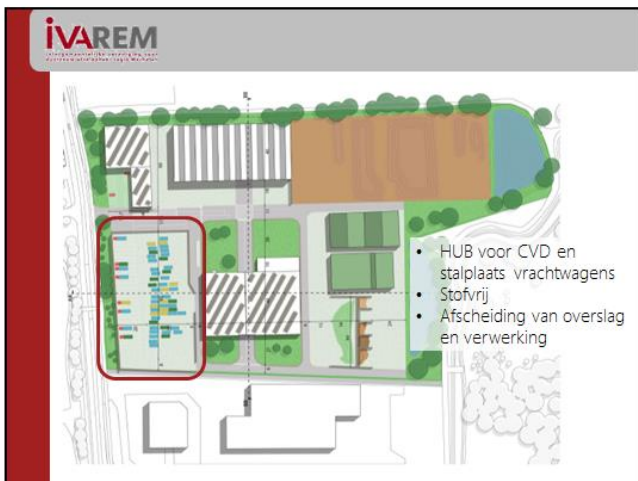 IVAREM
• HUB voor CVD en
stalplaats vrachtwagens
• Stofvrij
• Afscheiding van overslag
en verwerking